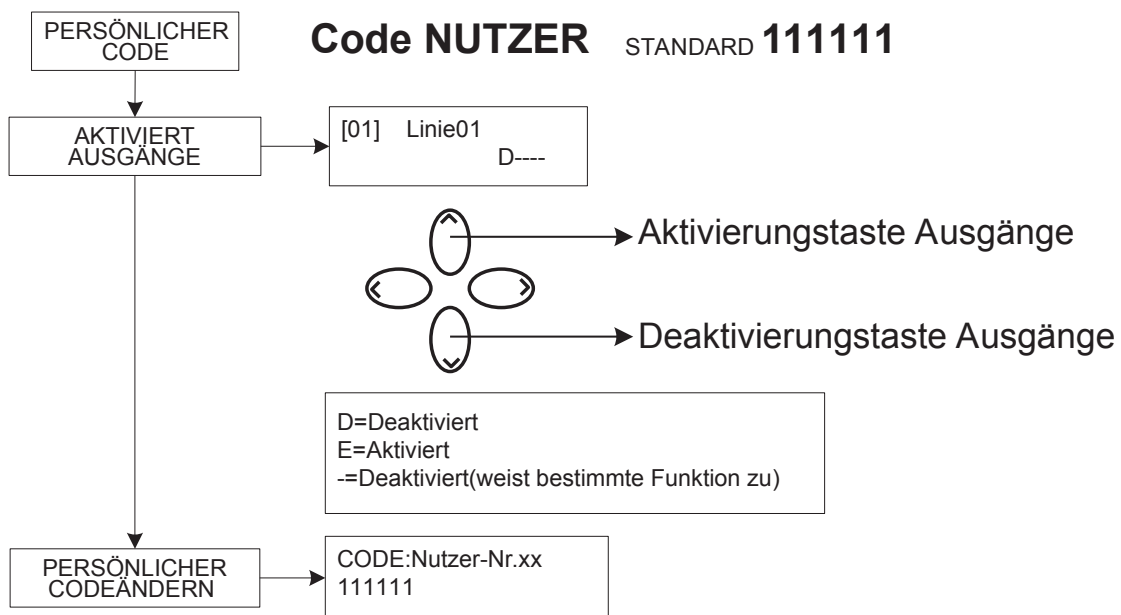 PERSÖNLICHER
CODE
Code NUTZER STANDARD 111111
AKTIVIERT
AUSGÄNGE
[01] Linie01
D----
Aktivierungstaste Ausgänge
Deaktivierungstaste Ausgänge
D=Deaktiviert
E=Aktiviert
-=Deaktiviert(weist bestimmte Funktion zu)
PERSÖNLICHER
CODEÄNDERN
CODE:Nutzer-Nr.xx
111111